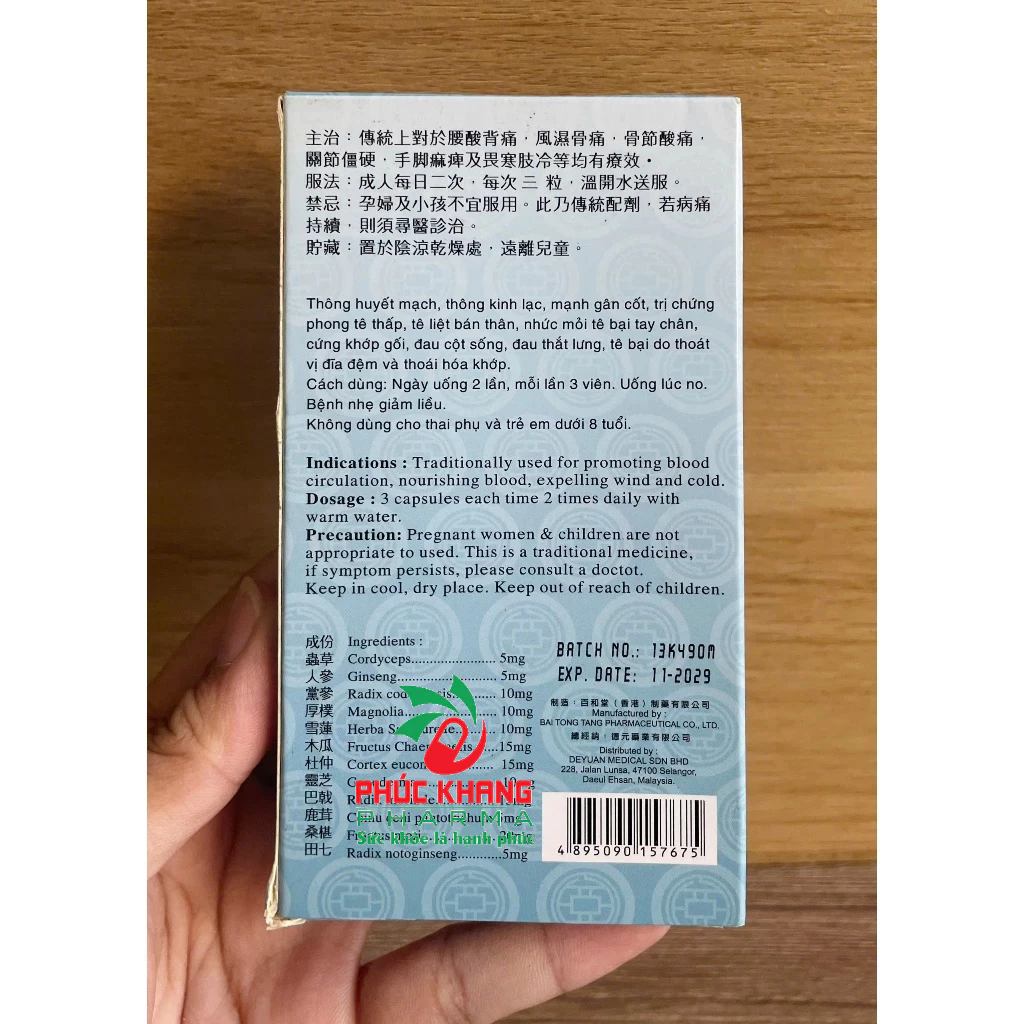 主治：傳統上對於腰酸背痛，風濕骨痛，骨節酸痛，
關節僵硬，手脚麻痺及畏寒肢冷等均有療效•
服法：成人每日二次，每次三 粒，溫開水送服。
禁忌：孕婦及小孩不宜服用。此乃傳統配劑，若病痛
持續，則須尋醫診治。
貯藏：置於陰涼乾燥處，遠離兒童。
Thông huyết mạch, thông kinh lạc, mạnh gân cốt, trị chứng
phong tê thấp, tê liệt bán thân, nhức mỏi tê bại tay chân,
cứng khớp gối, đau cột sống, đau thắt lưng, tê bại do thoát
vị đĩa đệm và thoái hóa khớp.
Cách dùng: Ngày uống 2 lần, mỗi lần 3 viên. Uống lúc no.
Bệnh nhẹ giảm liều.
Không dùng cho thai phụ và trẻ em dưới 8 tuổi.
Indications : Traditionally used for promoting blood
circulation, nourishing blood, expelling wind and cold.
Dosage : 3 capsules each time 2 times daily with
warm water.
Precaution: Pregnant women & children are not
appropriate to used. This is a traditional medicine,
if symptom persists, please consult a doctot.
Keep in cool, dry place. Keep out of reach of children.
成份 Ingredients :
蟲草 Cordyceps...................... 5mg
人參 Ginseng.......................... 5mg
黨參 Radix 10mg
厚樸 Magnolia 10mg
雪蓮 Herba 10mg
木瓜 Fructus 15mg
杜仲 Cortex 15mg
靈芝
巴戟
鹿茸 5mg
桑椹
田七 Radix notoginseng............5mg
PHÚC KHANG
PHARMA
Sức khỏe là hạnh phúc
BATCH NO.: 13K490M
EXP. DATE: 11-2029
制造：百和堂（香港）制藥有限公司
Manufactured by :
BAI TONG TANG PHARMACEUTICAL CO., LTD.
總經銷：德元藥業有限公司
Distributed by :
DEYUAN MEDICAL SDN BHD
228, Jalan Lunsa, 47100 Selangor,
Daeul Ehsan, Malaysia.
4 895090 157675